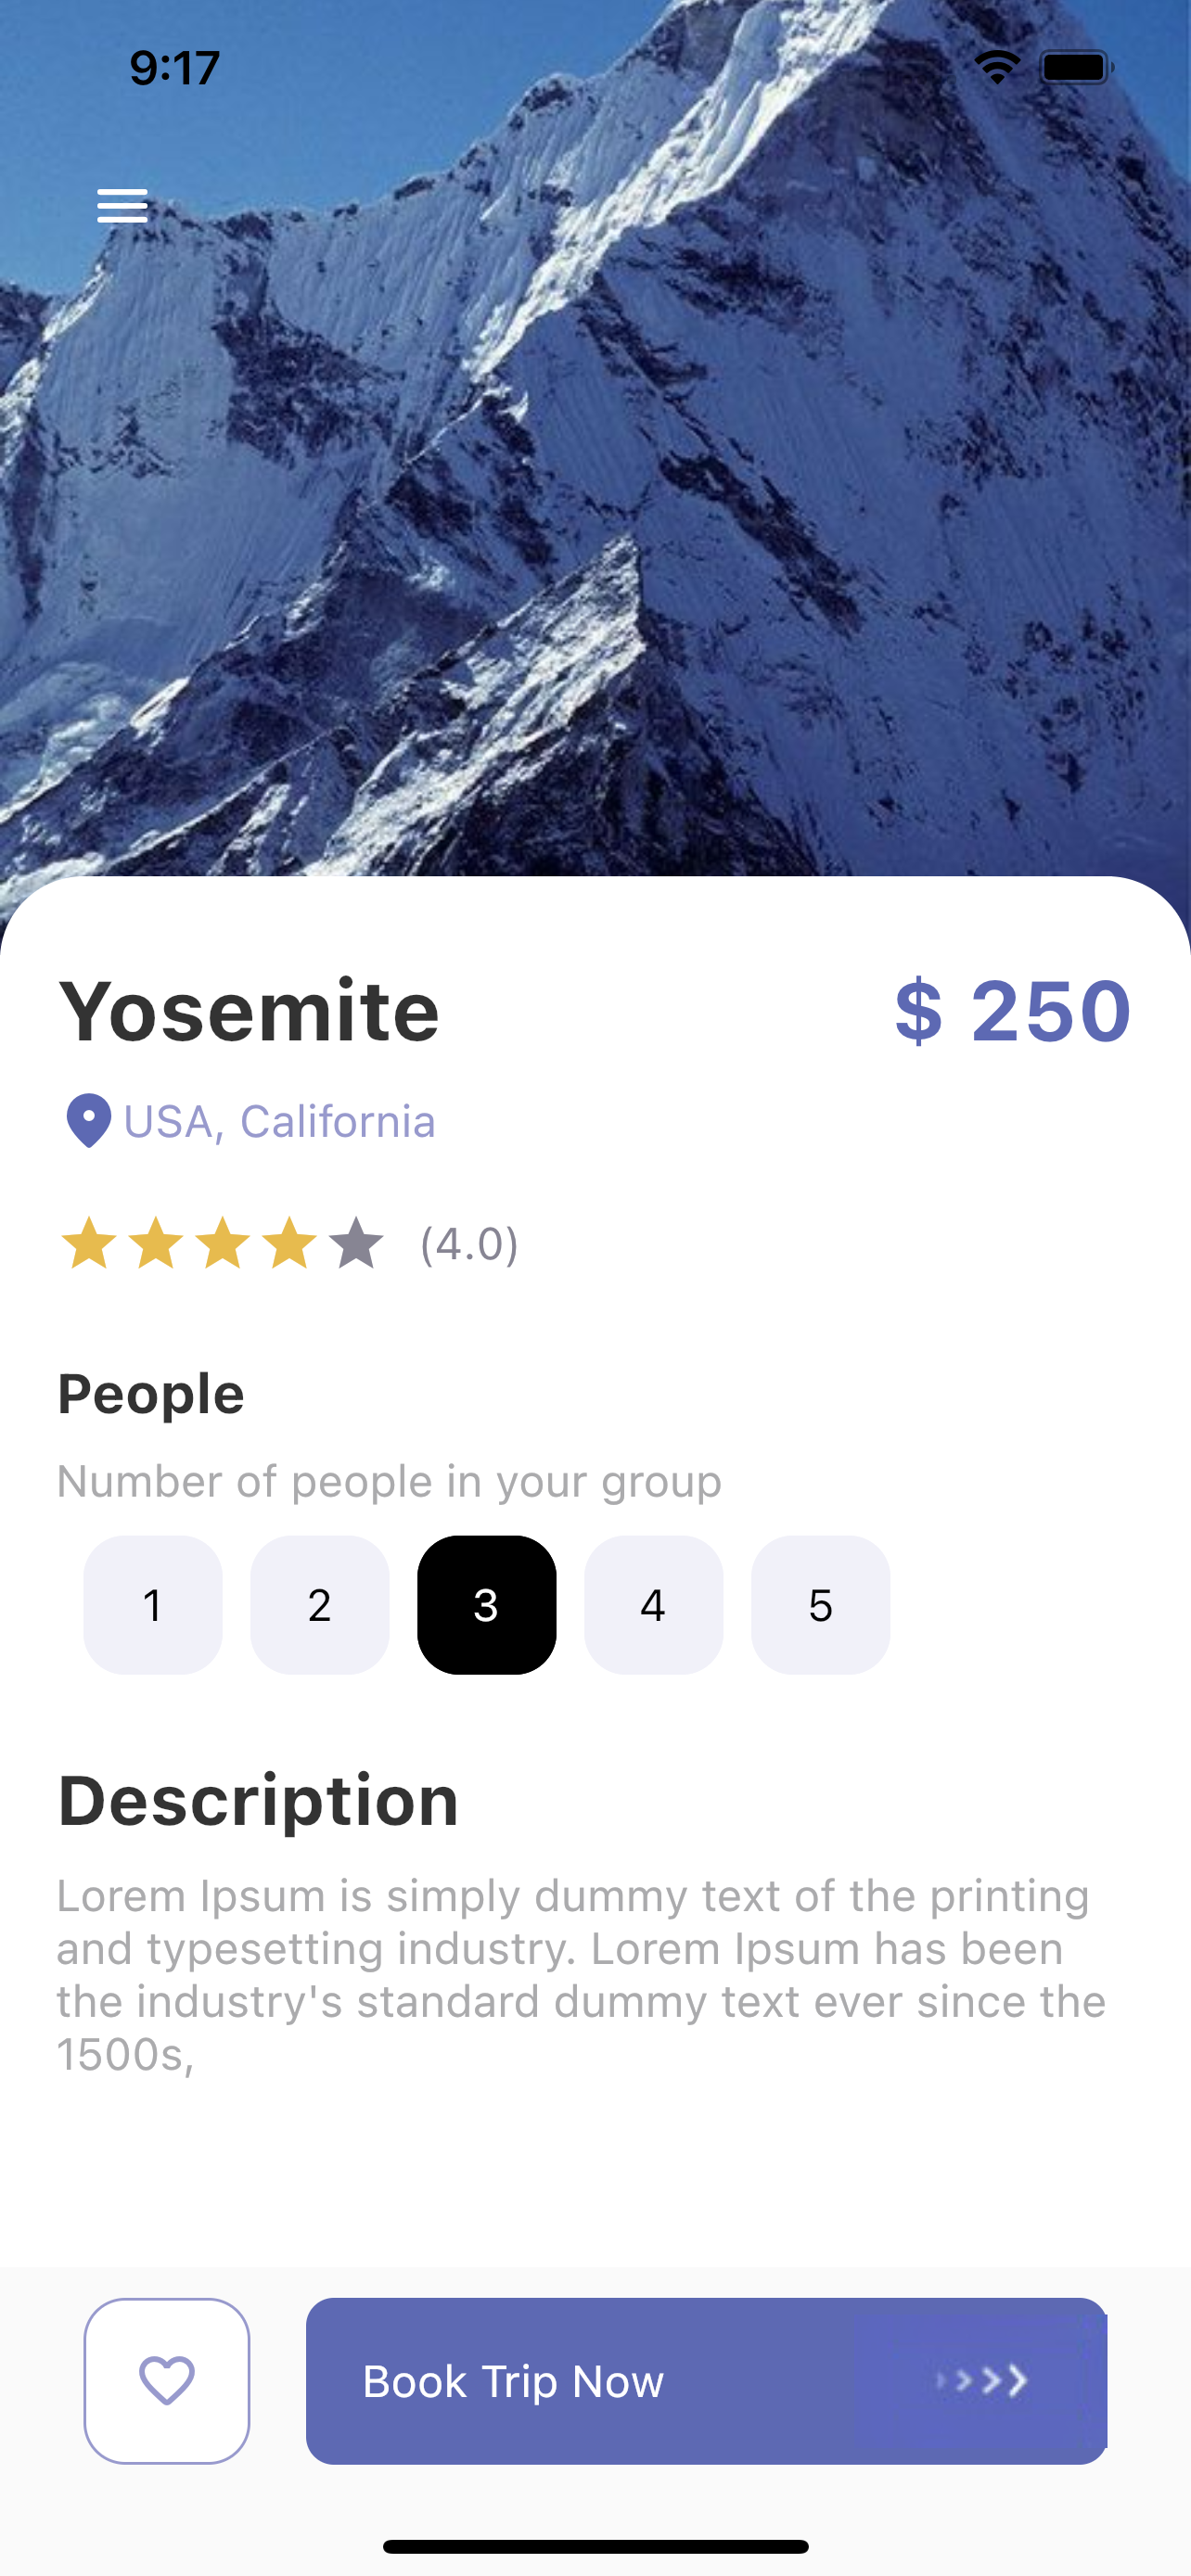 9:17
Yosemite
$ 250
USA, California
(4.0)
People
Number of people in your group
1 2 3 4 5
Description
Lorem Ipsum is simply dummy text of the printing
and typesetting industry. Lorem Ipsum has been
the industry's standard dummy text ever since the
1500s,
Book Trip Now